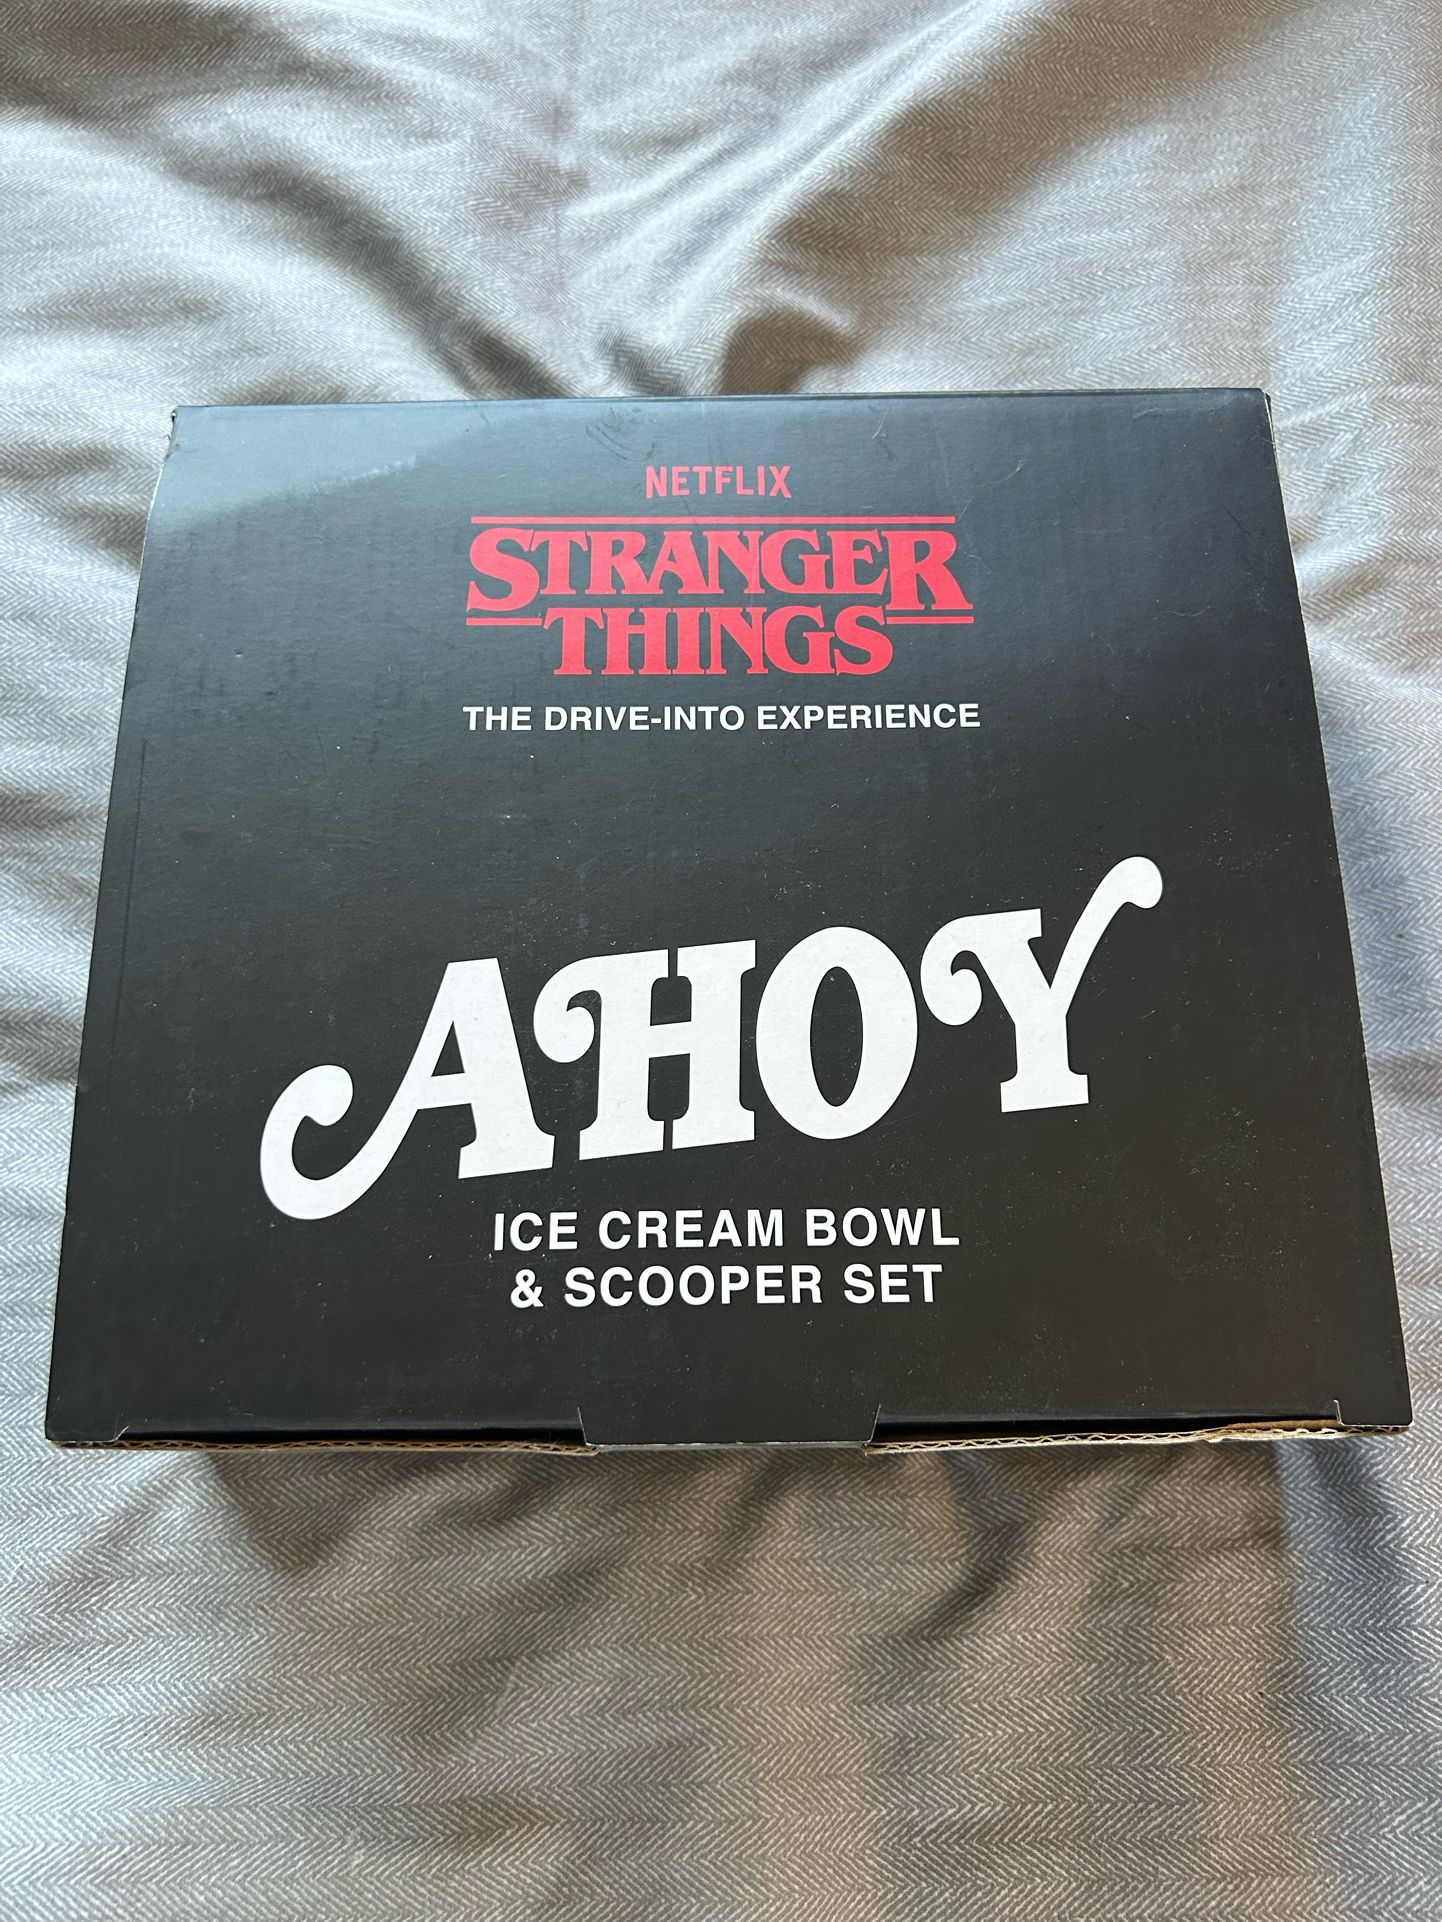 NETFLIX
STRANGER
THINGS
THE DRIVE-INTO EXPERIENCE
AHOY
ICE CREAM BOWL
& SCOOPER SET